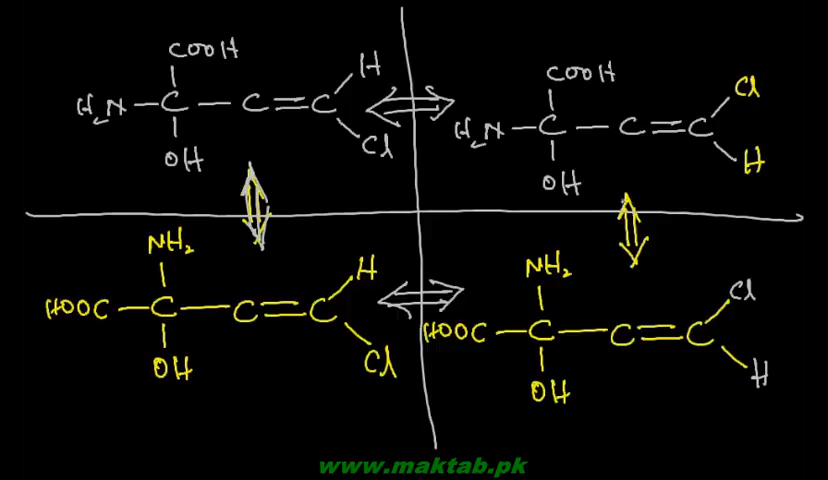 COOH
H₂N — C — C = C
H
Cl
OH
COOH
H₂N — C — C = C
Cl
H
OH
NH₂
HOOC — C — C = C
H
Cl
OH
NH₂
HOOC — C — C = C
Cl
H
OH
www.maktab.pk